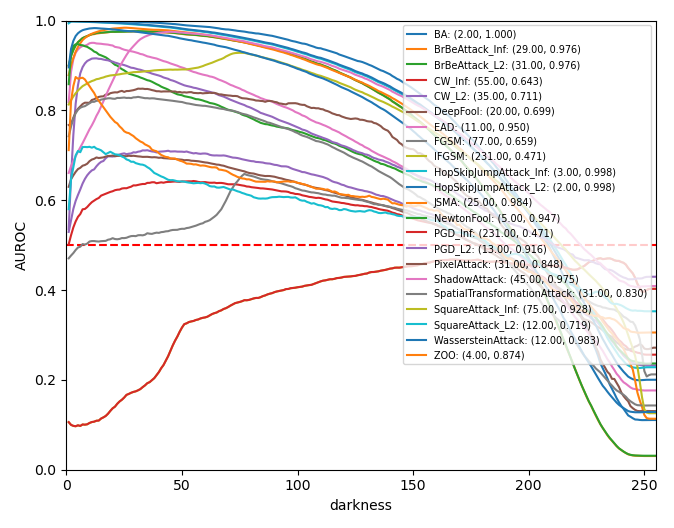 AUROC
1.0
0.8
0.6
0.4
0.2
0.0
0
50
100
150
200
250
darkness
BA: (2.00, 1.000)
BrBeAttack_Inf: (29.00, 0.976)
BrBeAttack_L2: (31.00, 0.976)
CW_Inf: (55.00, 0.643)
CW_L2: (35.00, 0.711)
DeepFool: (20.00, 0.699)
EAD: (11.00, 0.950)
FGSM: (77.00, 0.659)
IFGSM: (231.00, 0.471)
HopSkipJumpAttack_Inf: (3.00, 0.998)
HopSkipJumpAttack_L2: (2.00, 0.998)
JSMA: (25.00, 0.984)
NewtonFool: (5.00, 0.947)
PGD_Inf: (231.00, 0.471)
PGD_L2: (13.00, 0.916)
PixelAttack: (31.00, 0.848)
ShadowAttack: (45.00, 0.975)
SpatialTransformationAttack: (31.00, 0.830)
SquareAttack_Inf: (75.00, 0.928)
SquareAttack_L2: (12.00, 0.719)
WassersteinAttack: (12.00, 0.983)
ZOO: (4.00, 0.874)